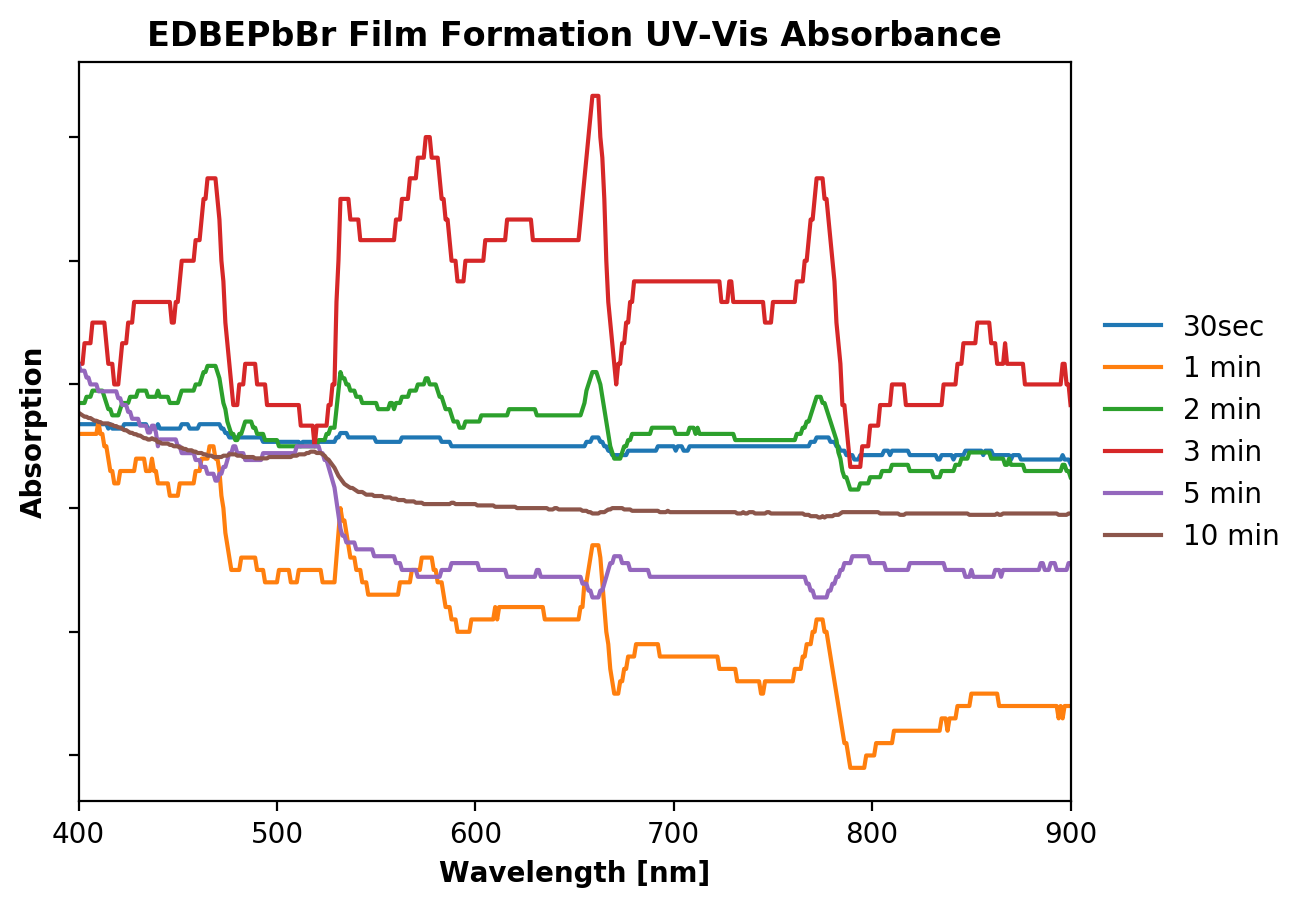 EDBEPbBr Film Formation UV-Vis Absorbance
Absorption
30sec
1 min
2 min
3 min
5 min
10 min
400 500 600 700 800 900
Wavelength [nm]